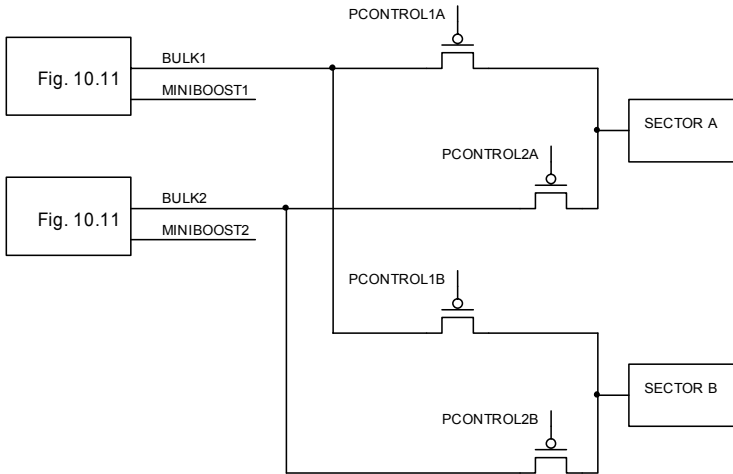 PCONTROL1A
Fig. 10.11
BULK1
MINIBOOST1
SECTOR A
PCONTROL2A
Fig. 10.11
BULK2
MINIBOOST2
PCONTROL1B
SECTOR B
PCONTROL2B